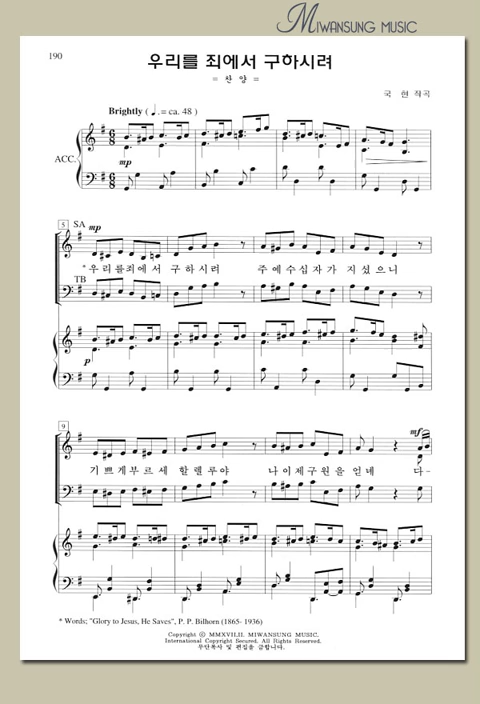 MIWANSUNG MUSIC
190
우리를 죄에서 구하시려
= 찬 양 =
국 현 작곡
Brightly ( ♩. = ca. 48 )
ACC.
mp
5
SA mp
*우리를죄에서 구하시려 주예수십자가 지셨으니
TB
p
9
mf
기쁘게부르세 할렐루야 나이제구원을얻네 다-
* Words; "Glory to Jesus, He Saves", P. P. Bilhorn (1865- 1936)
Copyright ⓒ MMXVII.II. MIWANSUNG MUSIC.
International Copyright Secured. All Rights Reserved.
무단복사 및 편집을 금합니다.